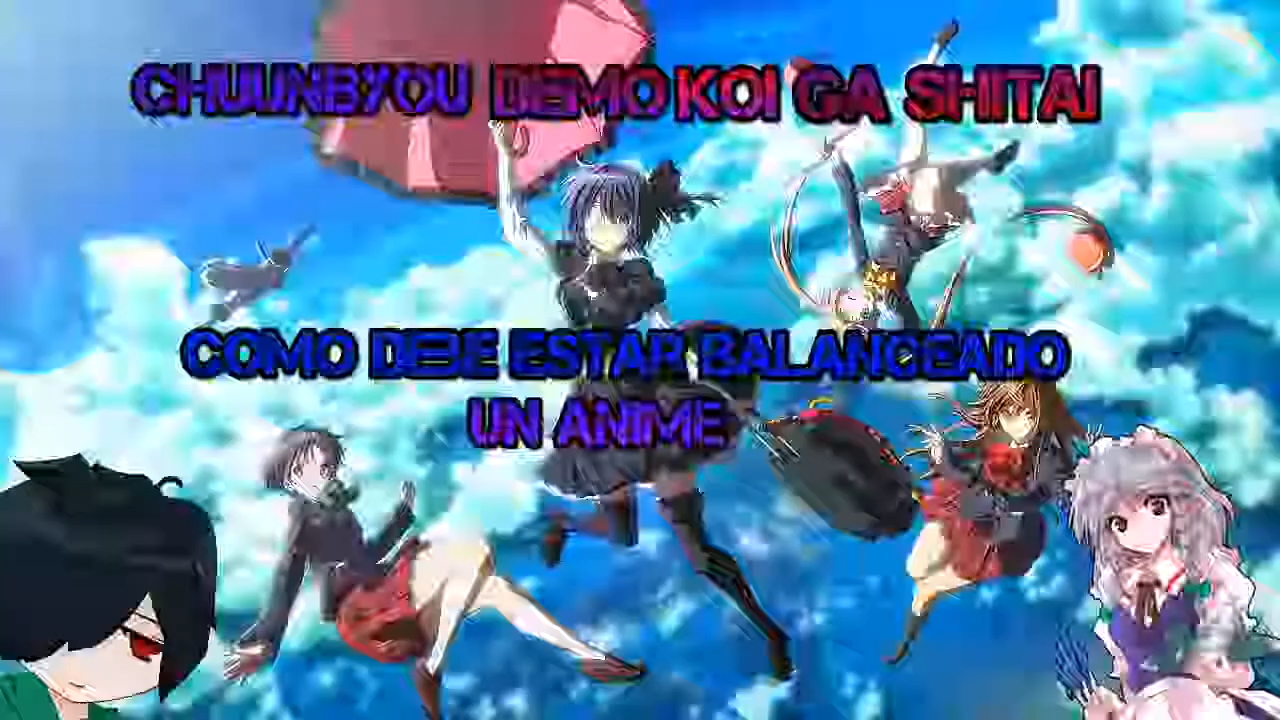 CHUUNBYOU DEMO KOI GA SHITAI
COMO DEBE ESTAR BALANCEADO
UN ANIME